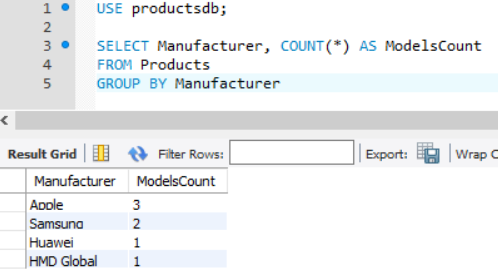 1 USE productsdb;
2
3 SELECT Manufacturer, COUNT(*) AS ModelsCount
4 FROM Products
5 GROUP BY Manufacturer
Result Grid Filter Rows: Export: Wrap C
Manufacturer ModelsCount
Apple 3
Samsung 2
Huawei 1
HMD Global 1